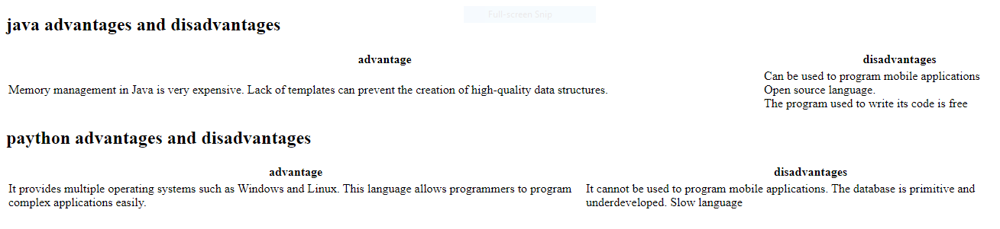 Full-screen Snip
java advantages and disadvantages
advantage disadvantages
Memory management in Java is very expensive. Lack of templates can prevent the creation of high-quality data structures.
Can be used to program mobile applications
Open source language.
The program used to write its code is free
paython advantages and disadvantages
advantage disadvantages
It provides multiple operating systems such as Windows and Linux. This language allows programmers to program
complex applications easily.
It cannot be used to program mobile applications. The database is primitive and
underdeveloped. Slow language